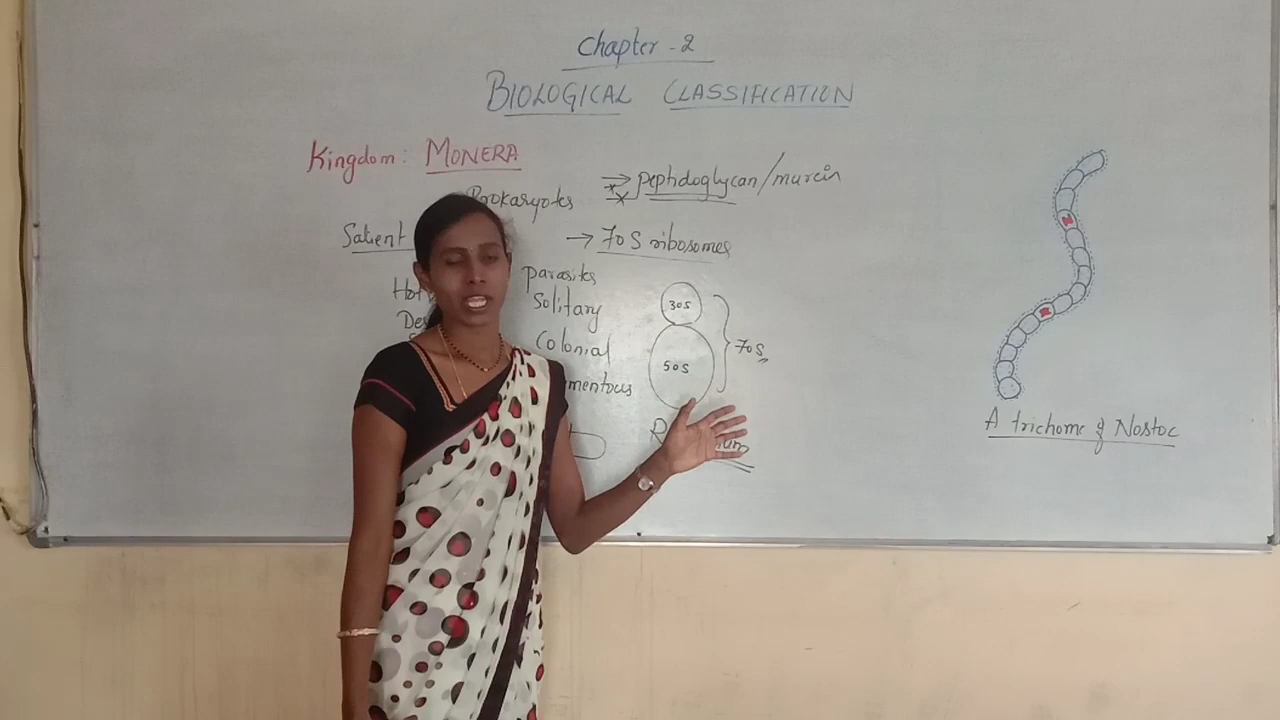 Chapter - 2
BIOLOGICAL CLASSIFICATION
Kingdom: MONERA
Prokaryotes → peptidoglycan/murein
Salient → 70S ribosomes
parasites
Solitary
Colonial
30S
50S
70S
A trichome of Nostoc